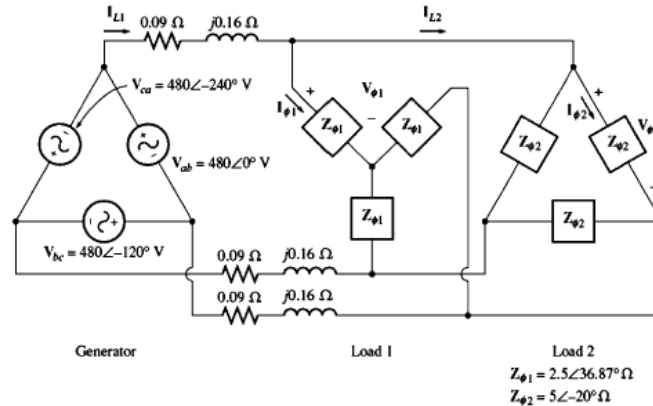 I_L1
0.09 Ω
j0.16 Ω
I_L2
V_ca = 480∠–240° V
V_ab = 480∠0° V
V_bc = 480∠–120° V
+
V_ϕ1
–
I_ϕ1
Z_ϕ1
Z_ϕ1
Z_ϕ1
+
I_ϕ2
V_ϕ
Z_ϕ2
Z_ϕ2
Z_ϕ2
–
0.09 Ω
j0.16 Ω
0.09 Ω
j0.16 Ω
Generator
Load 1
Load 2
Z_ϕ1 = 2.5∠36.87° Ω
Z_ϕ2 = 5∠–20° Ω